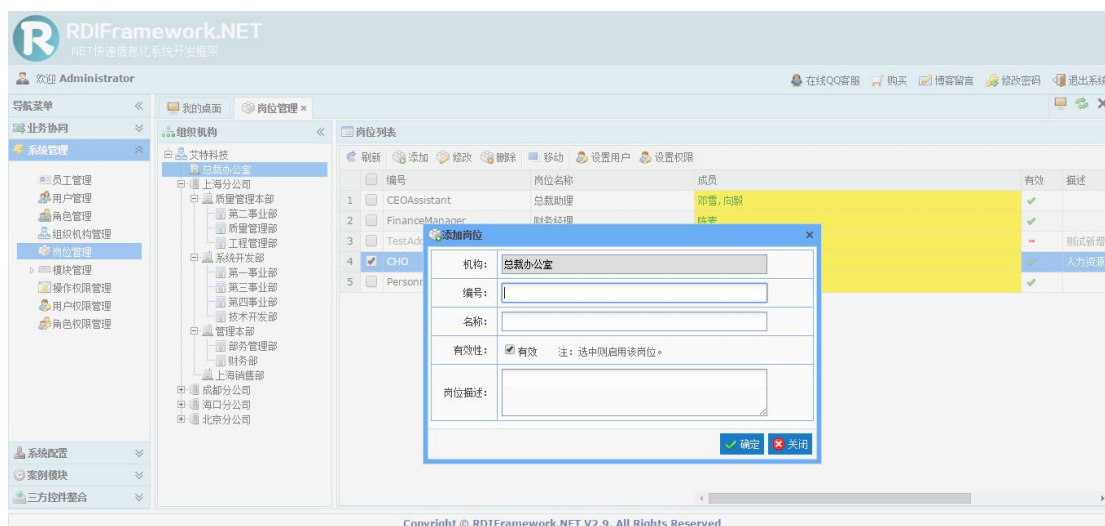 RDIFramework.NET
.NET快速信息化系统开发框架
欢迎 Administrator
在线QQ客服 购买 博客留言 修改密码 退出系统
导航菜单
我的桌面 岗位管理
业务协同
系统管理
员工管理
用户管理
角色管理
组织机构管理
岗位管理
模块管理
操作权限管理
用户权限管理
角色权限管理
系统配置
案例模块
三方控件整合
组织机构
艾特科技
总裁办公室
上海分公司
质量管理本部
第二事业部
质量管理部
工程管理部
系统开发部
第一事业部
第三事业部
第四事业部
技术开发部
管理本部
部务管理部
财务部
上海销售部
成都分公司
海口分公司
北京分公司
岗位列表
刷新 添加 修改 删除 移动 设置用户 设置权限
编号 岗位名称 成员 有效 描述
1 CEOAssistant 总裁助理 邓雪,向毅
2 FinanceManager 财务经理
3 TestAdd 测试新增
4 CHO 人力资源
5 Person
添加岗位
机构: 总裁办公室
编号:
名称:
有效性: 有效 注: 选中则启用该岗位。
岗位描述:
确定 关闭
Copyright © RDIFramework.NET V2.9. All Rights Reserved